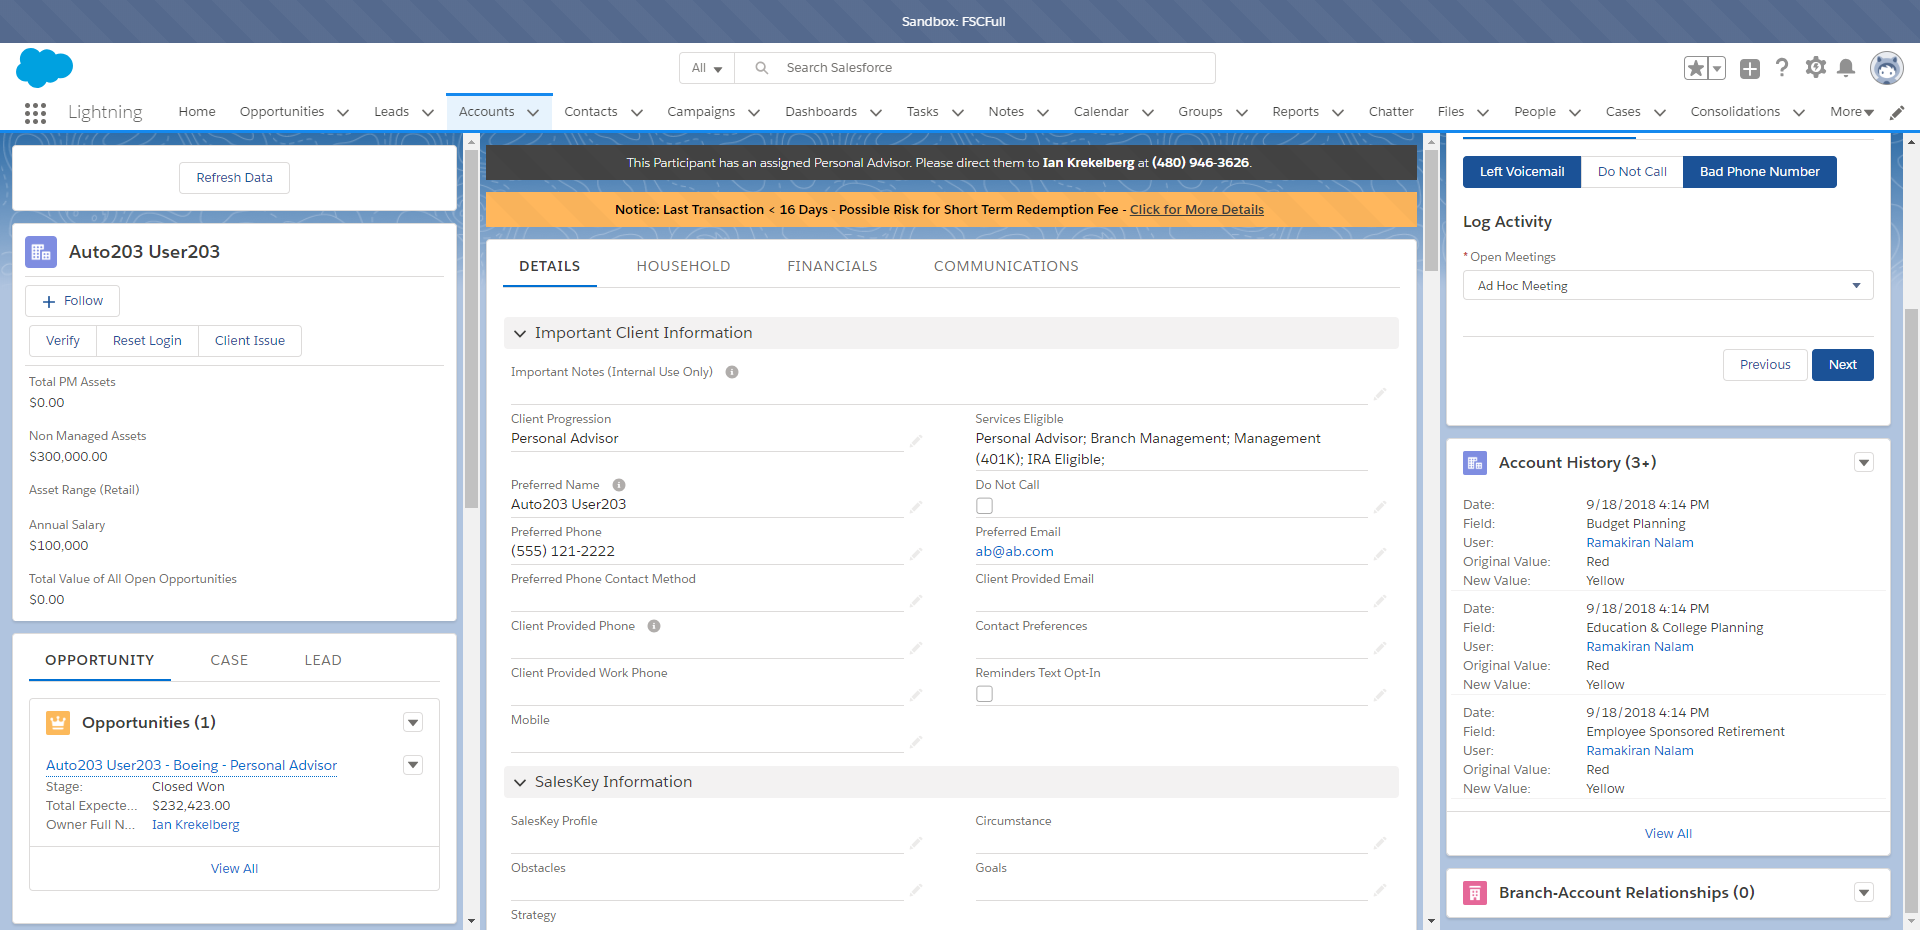 Sandbox: FSCFull
All
Search Salesforce
Lightning
Home
Opportunities
Leads
Accounts
Contacts
Campaigns
Dashboards
Tasks
Notes
Calendar
Groups
Reports
Chatter
Files
People
Cases
Consolidations
More
Refresh Data
Auto203 User203
Follow
Verify
Reset Login
Client Issue
Total PM Assets
$0.00
Non Managed Assets
$300,000.00
Asset Range (Retail)
Annual Salary
$100,000
Total Value of All Open Opportunities
$0.00
OPPORTUNITY
CASE
LEAD
Opportunities (1)
Auto203 User203 - Boeing - Personal Advisor
Stage: Closed Won
Total Expecte... $232,423.00
Owner Full N... Ian Krekelberg
View All
This Participant has an assigned Personal Advisor. Please direct them to Ian Krekelberg at (480) 946-3626.
Notice: Last Transaction < 16 Days - Possible Risk for Short Term Redemption Fee - Click for More Details
DETAILS
HOUSEHOLD
FINANCIALS
COMMUNICATIONS
Important Client Information
Important Notes (Internal Use Only)
Client Progression
Personal Advisor
Services Eligible
Personal Advisor; Branch Management; Management
(401K); IRA Eligible;
Preferred Name
Auto203 User203
Do Not Call
Preferred Phone
(555) 121-2222
Preferred Email
ab@ab.com
Preferred Phone Contact Method
Client Provided Email
Client Provided Phone
Contact Preferences
Client Provided Work Phone
Reminders Text Opt-In
Mobile
SalesKey Information
SalesKey Profile
Circumstance
Obstacles
Goals
Strategy
Left Voicemail
Do Not Call
Bad Phone Number
Log Activity
* Open Meetings
Ad Hoc Meeting
Previous
Next
Account History (3+)
Date: 9/18/2018 4:14 PM
Field: Budget Planning
User: Ramakiran Nalam
Original Value: Red
New Value: Yellow
Date: 9/18/2018 4:14 PM
Field: Education & College Planning
User: Ramakiran Nalam
Original Value: Red
New Value: Yellow
Date: 9/18/2018 4:14 PM
Field: Employee Sponsored Retirement
User: Ramakiran Nalam
Original Value: Red
New Value: Yellow
View All
Branch-Account Relationships (0)